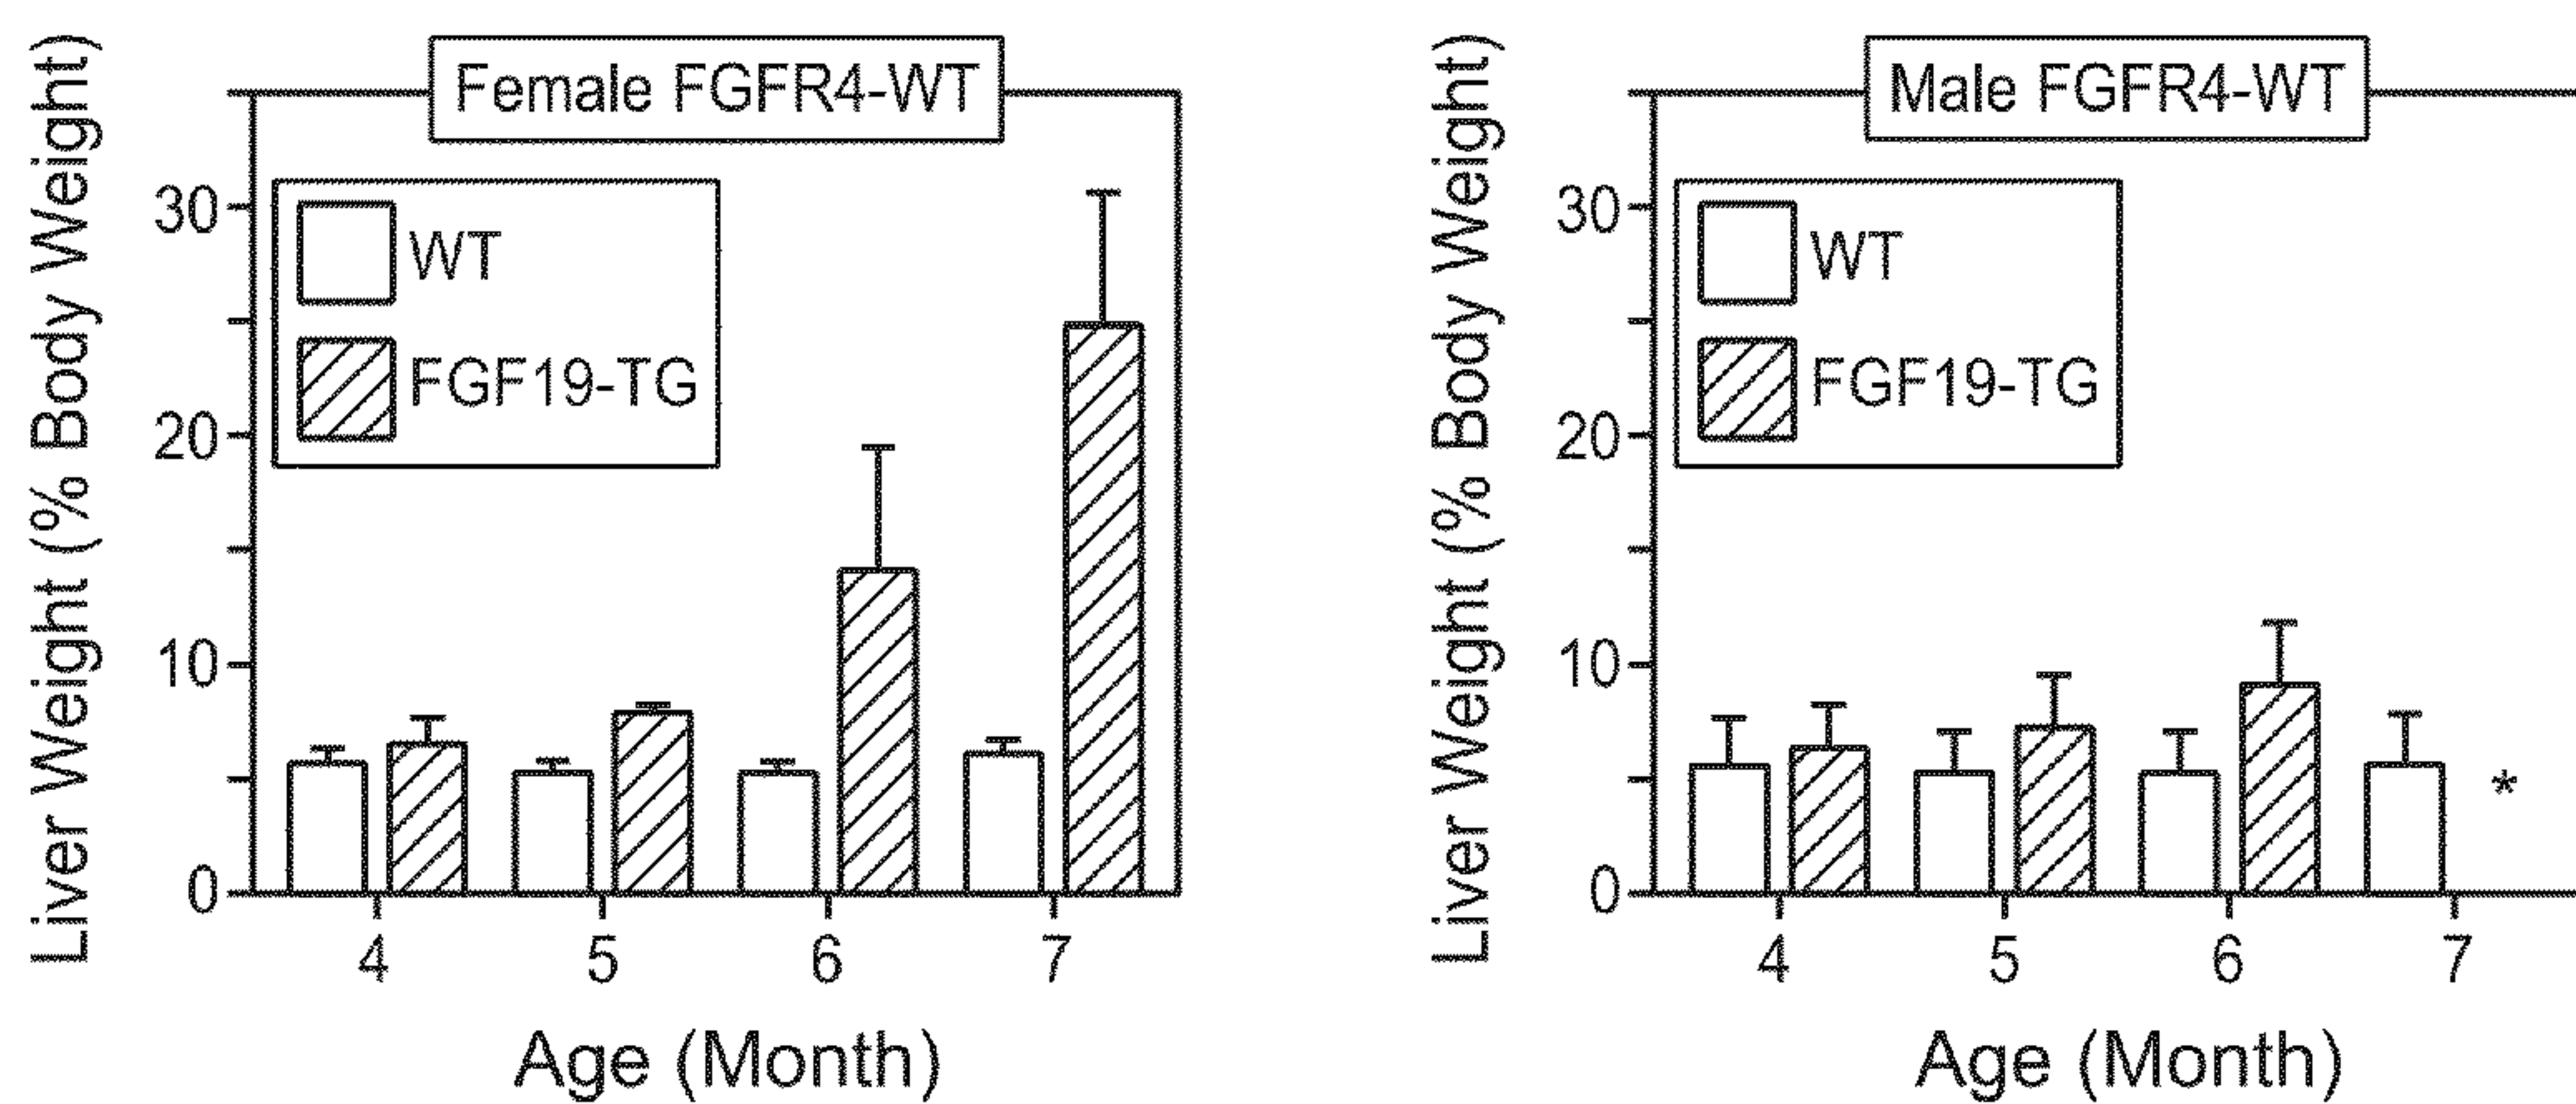 Female FGFR4-WT
Liver Weight (% Body Weight)
30
20
10
0
WT
FGF19-TG
4 5 6 7
Age (Month)
Male FGFR4-WT
Liver Weight (% Body Weight)
30
20
10
0
WT
FGF19-TG
*
4 5 6 7
Age (Month)